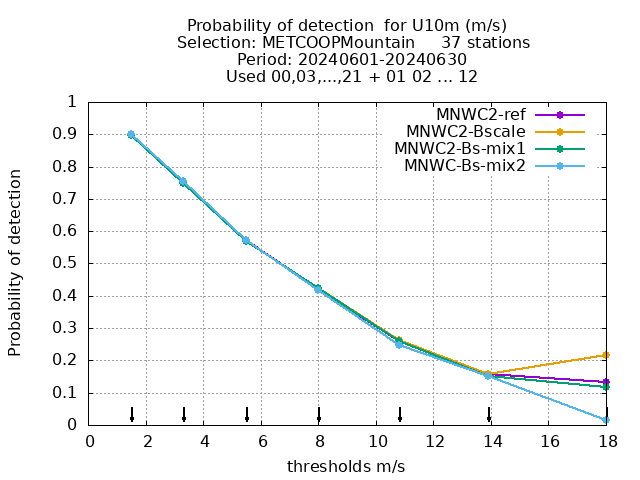 Probability of detection  for U10m (m/s)
Selection: METCOOPMountain     37 stations
Period: 20240601-20240630
Used 00,03,...,21 + 01 02 ... 12
MNWC2-ref
MNWC2-Bscale
MNWC2-Bs-mix1
MNWC-Bs-mix2
Probability of detection
1
0.9
0.8
0.7
0.6
0.5
0.4
0.3
0.2
0.1
0
0 2 4 6 8 10 12 14 16 18
thresholds m/s